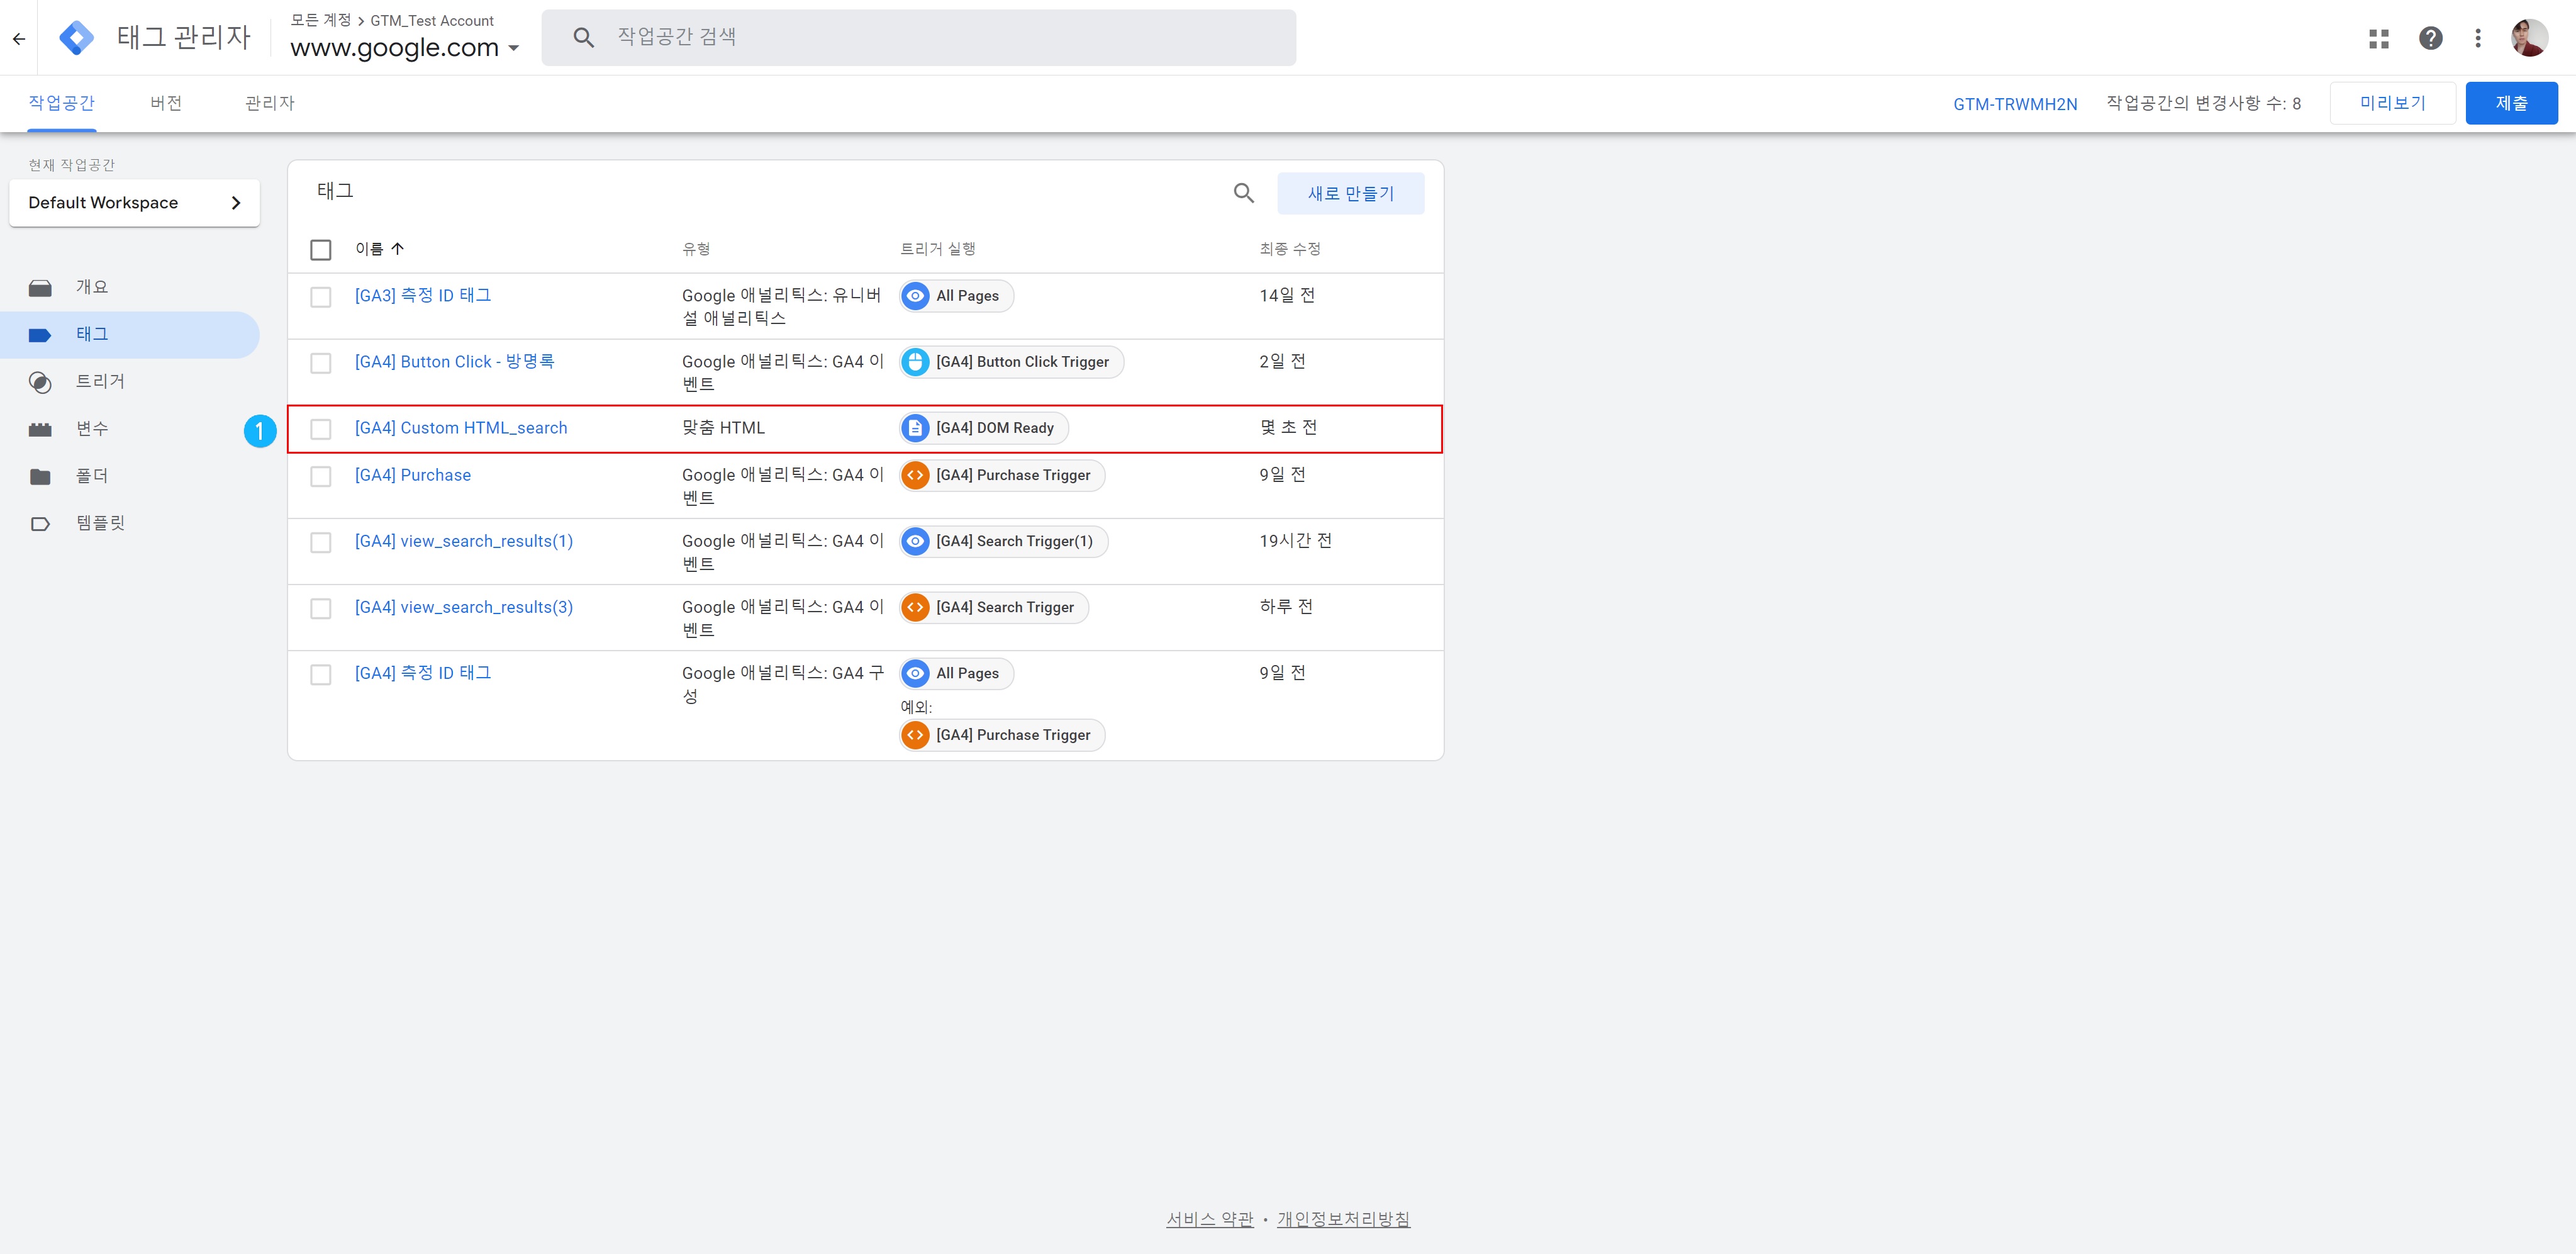 태그 관리자
모든 계정 > GTM_Test Account
www.google.com
작업공간 검색
작업공간
버전
관리자
GTM-TRWMH2N
작업공간의 변경사항 수: 8
미리보기
제출
현재 작업공간
Default Workspace
개요
태그
트리거
변수
폴더
템플릿
1
태그
새로 만들기
이름 유형 트리거 실행 최종 수정
[GA3] 측정 ID 태그 Google 애널리틱스: 유니버 All Pages 14일 전
설 애널리틱스
[GA4] Button Click - 방명록 Google 애널리틱스: GA4 이 [GA4] Button Click Trigger 2일 전
벤트
[GA4] Custom HTML_search 맞춤 HTML [GA4] DOM Ready 몇 초 전
[GA4] Purchase Google 애널리틱스: GA4 이 [GA4] Purchase Trigger 9일 전
벤트
[GA4] view_search_results(1) Google 애널리틱스: GA4 이 [GA4] Search Trigger(1) 19시간 전
벤트
[GA4] view_search_results(3) Google 애널리틱스: GA4 이 [GA4] Search Trigger 하루 전
벤트
[GA4] 측정 ID 태그 Google 애널리틱스: GA4 구 All Pages 9일 전
성
예외:
[GA4] Purchase Trigger
서비스 약관 • 개인정보처리방침